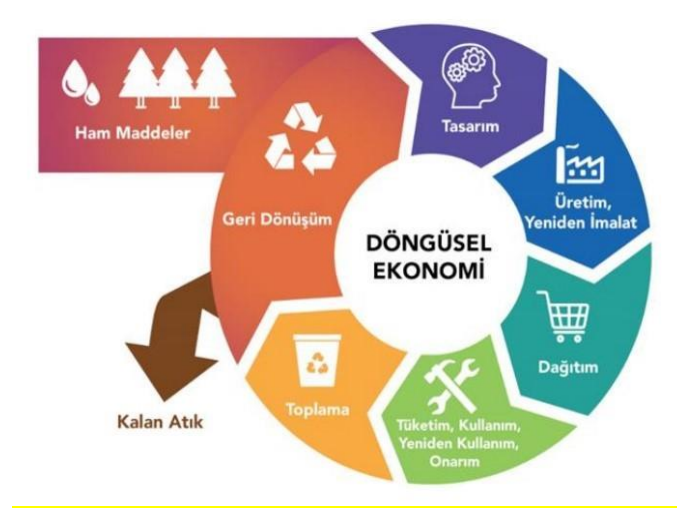 Ham Maddeler
Tasarım
Üretim,
Yeniden İmalat
Geri Dönüşüm
DÖNGÜSEL
EKONOMİ
Dağıtım
Tüketim, Kullanım,
Yeniden Kullanım,
Onarım
Toplama
Kalan Atık